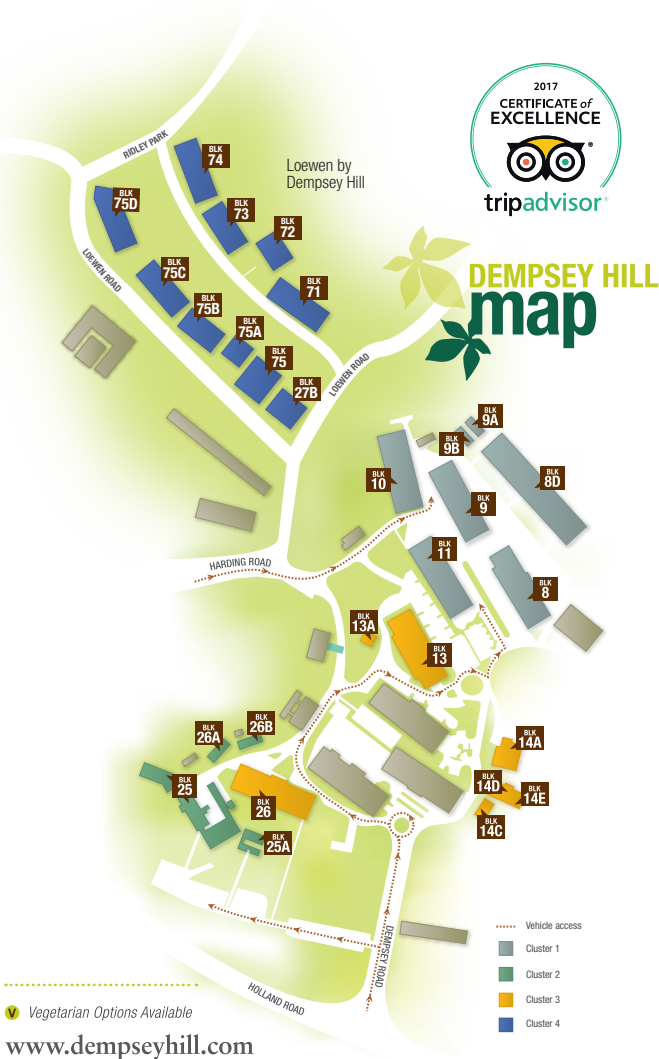 2017
CERTIFICATE of
EXCELLENCE
®
tripadvisor®
RIDLEY PARK
BLK
74
Loewen by
Dempsey Hill
BLK
75D
BLK
73
BLK
72
LOEWEN ROAD
BLK
75C
DEMPSEY HILL
map
BLK
71
BLK
75B
BLK
75A
BLK
75
LOEWEN ROAD
BLK
27B
BLK
9A
BLK
9B
BLK
10
BLK
8D
BLK
9
BLK
11
HARDING ROAD
BLK
8
BLK
13A
BLK
13
BLK
26B
BLK
26A
BLK
14A
BLK
25
BLK
14D
BLK
14E
BLK
26
BLK
14C
BLK
25A
DEMPSEY ROAD
Vehicle access
Cluster 1
Cluster 2
Cluster 3
Cluster 4
HOLLAND ROAD
V Vegetarian Options Available
www.dempseyhill.com